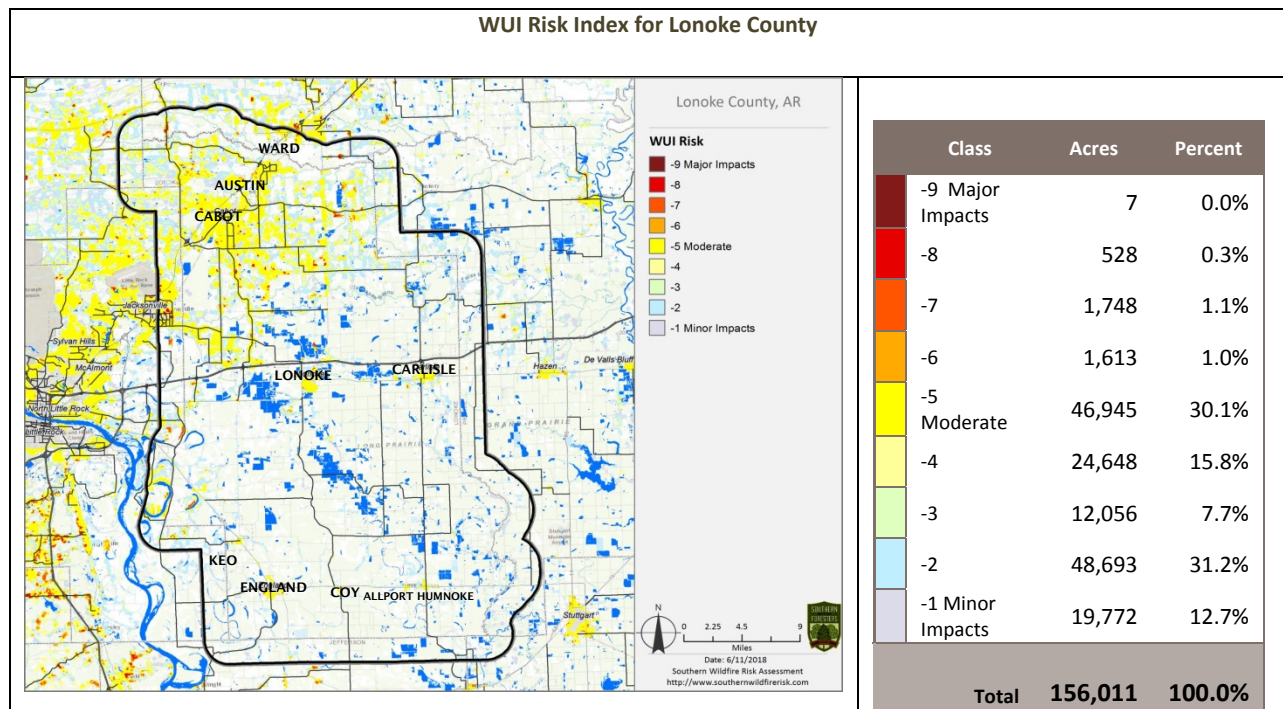 WUI Risk Index for Lonoke County
Lonoke County, AR
WUI Risk
-9 Major Impacts
-8
-7
-6
-5 Moderate
-4
-3
-2
-1 Minor Impacts
WARD
AUSTIN
CABOT
Jacksonville
Sylvan Hills
McAlmont
LONOKE
CARLISLE
Hazen
De Valls Bluff
North Little Rock
LONG PRAIRIE
GRAND PRAIRIE
KEO
ENGLAND
COY
ALLPORT HUMNOKE
Stuttgart
JEFFERSON
N
0 2.25 4.5 9
Miles
Date: 6/11/2018
Southern Wildfire Risk Assessment
http://www.southernwildfirerisk.com
SOUTHERN
FORESTERS
Class Acres Percent
-9 Major
Impacts 7 0.0%
-8 528 0.3%
-7 1,748 1.1%
-6 1,613 1.0%
-5
Moderate 46,945 30.1%
-4 24,648 15.8%
-3 12,056 7.7%
-2 48,693 31.2%
-1 Minor
Impacts 19,772 12.7%
Total 156,011 100.0%